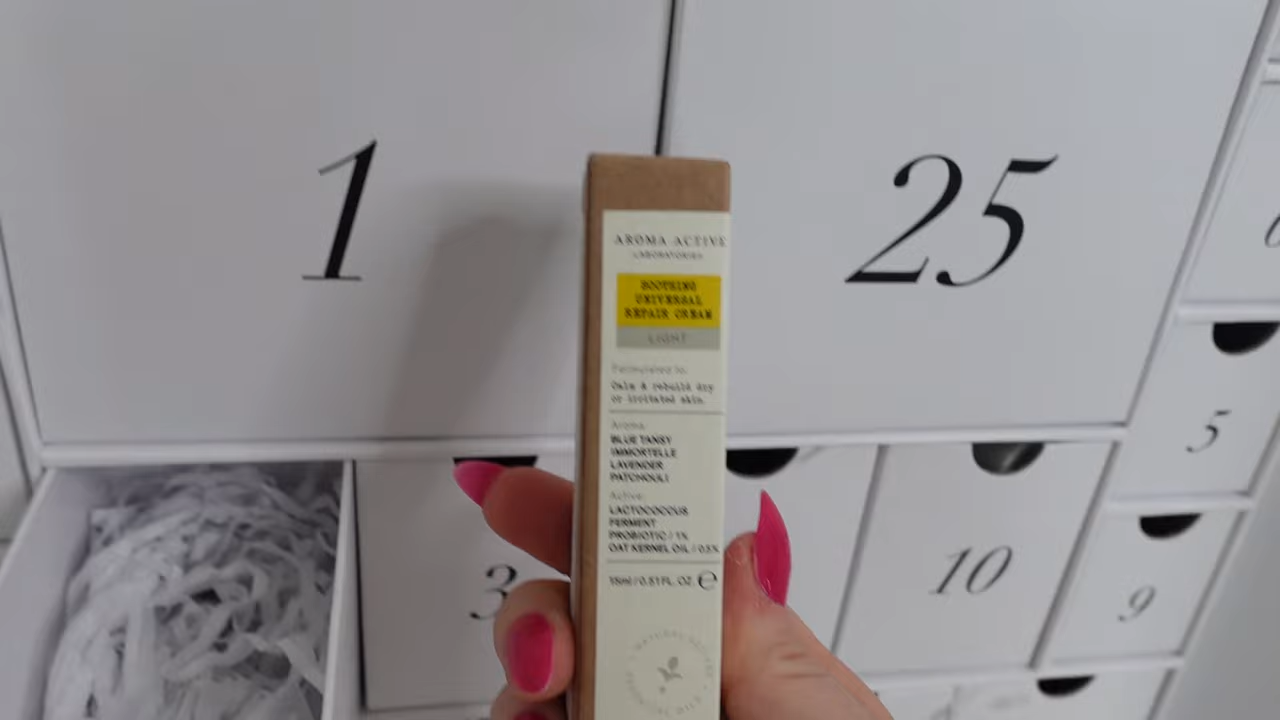 1
25
AROMA ACTIVE
LABORATORIES
SOOTHING
UNIVERSAL
REPAIR CREAM
LIGHT
Formulated to:
Calm & rebuild dry
or irritated skin.
Aroma:
BLUE TANSY
IMMORTELLE
LAVENDER
PATCHOULI
Active:
LACTOCOCCUS
FERMENT
PROBIOTIC / 1%
OAT KERNEL OIL / 0.5%
15ml / 0.51 FL. OZ. e
3
10
5
9